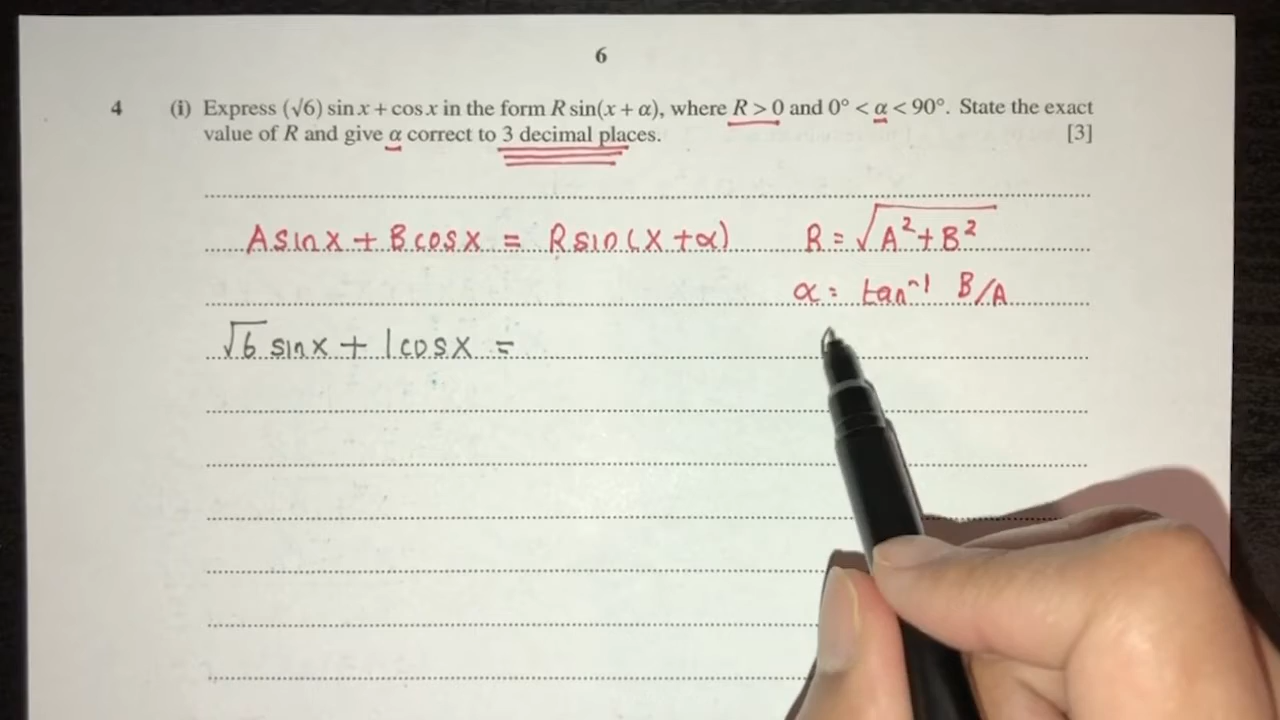 6
4 (i) Express (√6) sin x + cos x in the form R sin(x + α), where R > 0 and 0° < α < 90°. State the exact
value of R and give α correct to 3 decimal places. [3]
A sin x + B cos x = R sin (x + α) R = √A² + B²
α = tan⁻¹ B/A
√6 sin x + 1 cos x =